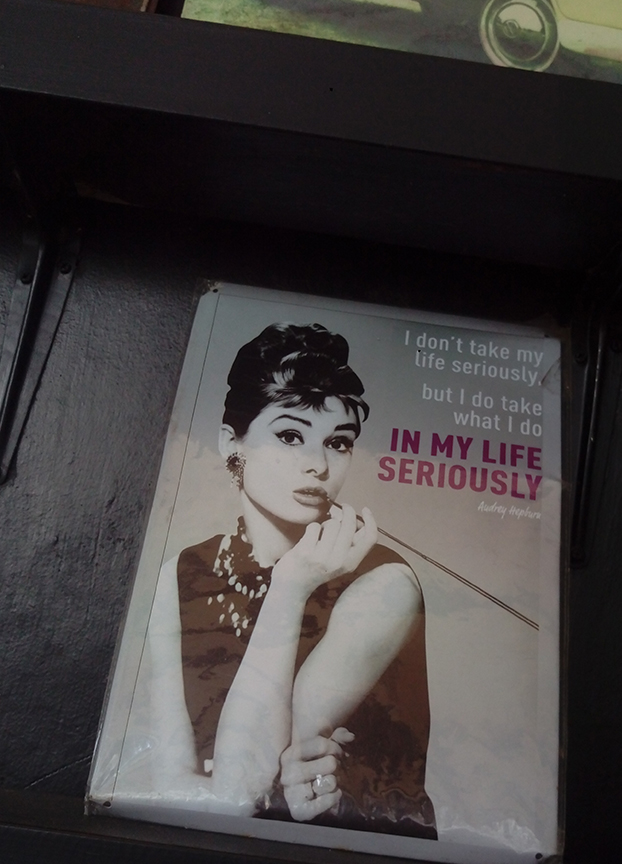 I don't take my
life seriously,
but I do take
what I do
IN MY LIFE
SERIOUSLY
Audrey Hepburn